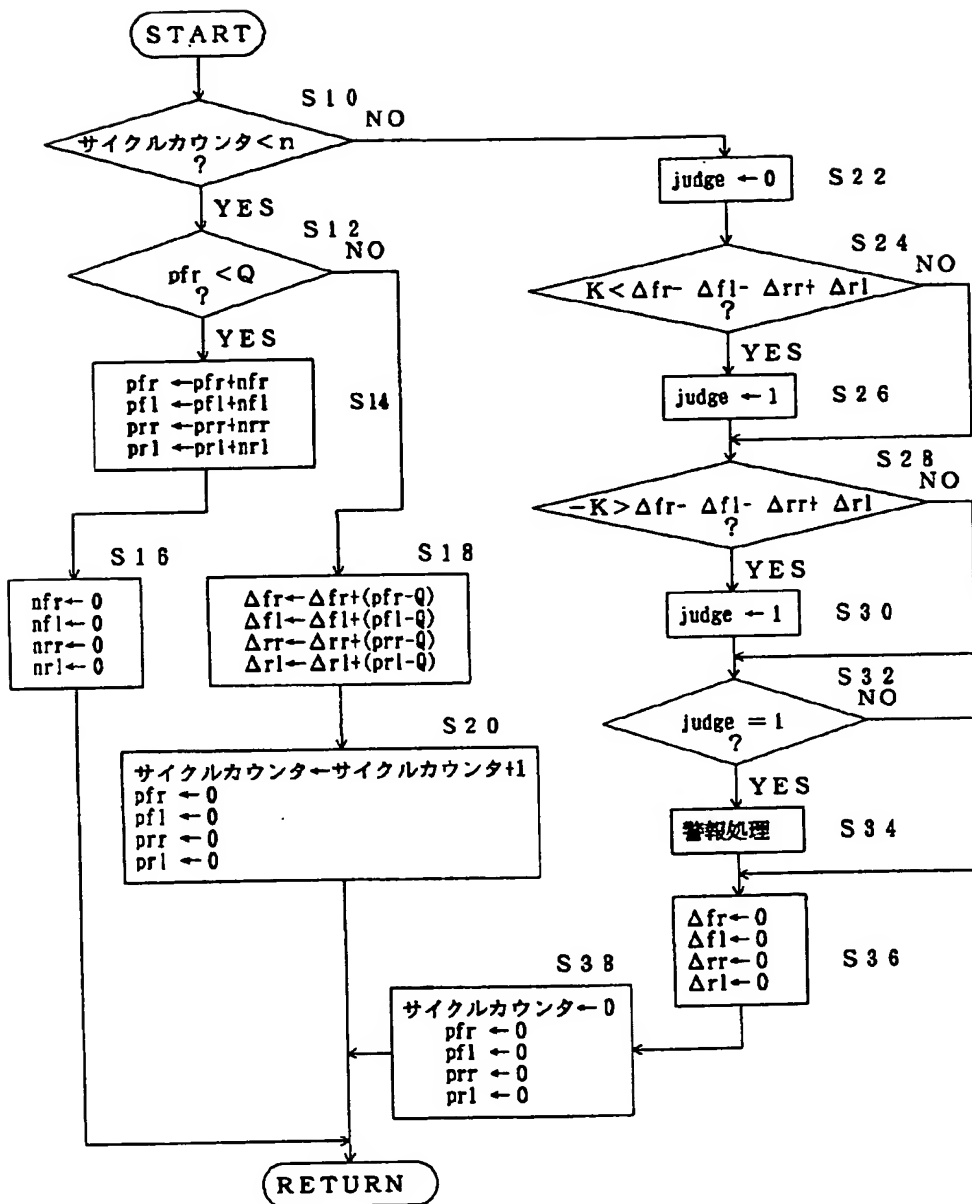 START
S10
サイクルカウンタ<n
?
NO
YES
S12
pfr <Q
?
NO
YES
S14
pfr ←pfr+nfr
pfl ←pfl+nfl
prr ←prr+nrr
prl ←prl+nrl
S16
nfr←0
nfl←0
nrr←0
nrl←0
S18
Δfr←Δfr+(pfr-Q)
Δfl←Δfl+(pfl-Q)
Δrr←Δrr+(prr-Q)
Δrl←Δrl+(prl-Q)
S20
サイクルカウンタ←サイクルカウンタ+1
pfr ←0
pfl ←0
prr ←0
prl ←0
judge ←0
S22
S24
K<Δfr- Δfl- Δrr+ Δrl
?
NO
YES
judge ←1
S26
S28
-K>Δfr- Δfl- Δrr+ Δrl
?
NO
YES
judge ←1
S30
S32
judge =1
?
NO
YES
警報処理
S34
Δfr←0
Δfl←0
Δrr←0
Δrl←0
S36
S38
サイクルカウンタ←0
pfr ←0
pfl ←0
prr ←0
prl ←0
RETURN